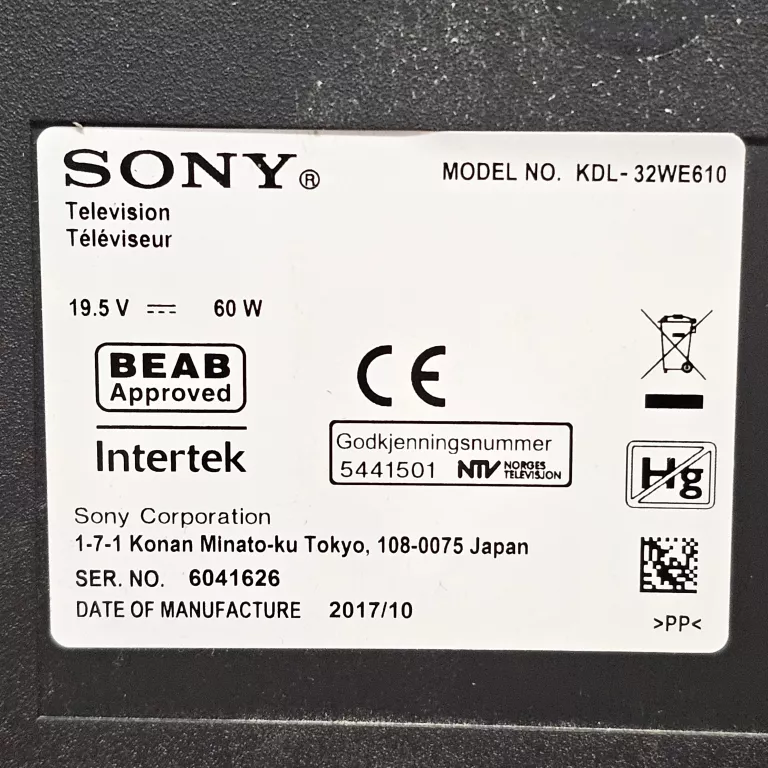 SONY®
MODEL NO. KDL-32WE610
Television
Téléviseur
19.5 V 60 W
BEAB
Approved
Intertek
CE
Godkjenningsnummer
5441501 NTV NORGES TELEVISJON
Hg
Sony Corporation
1-7-1 Konan Minato-ku Tokyo, 108-0075 Japan
SER. NO. 6041626
DATE OF MANUFACTURE 2017/10
>PP<